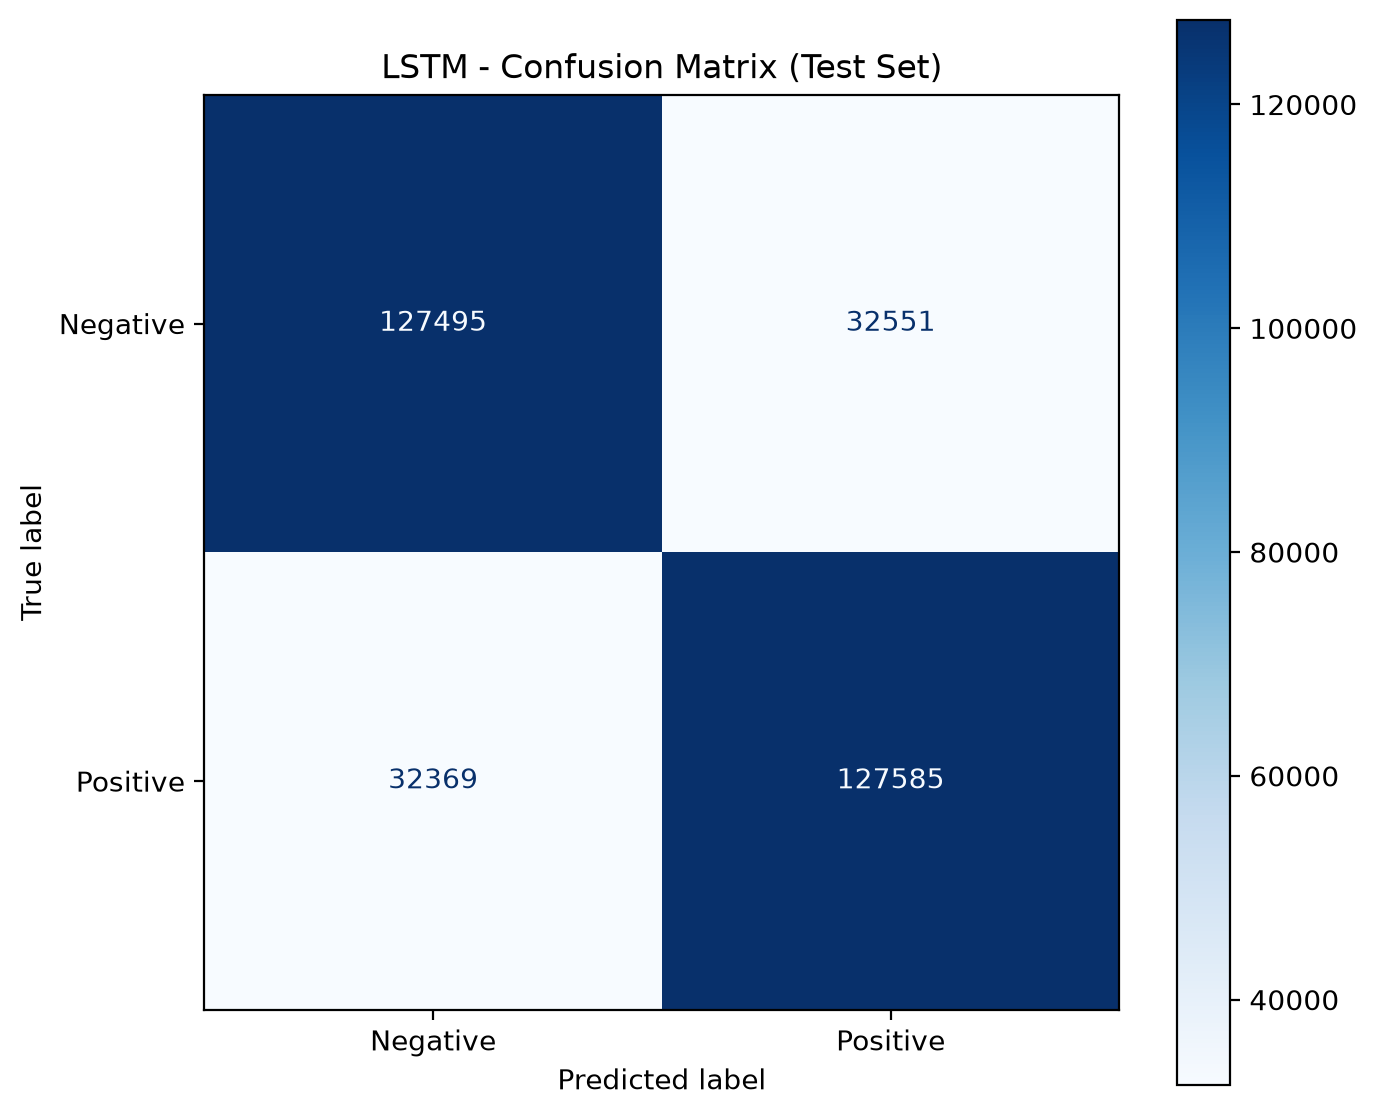 LSTM - Confusion Matrix (Test Set)
120000
100000
80000
60000
40000
True label
Negative
127495
32551
Positive
32369
127585
Negative
Positive
Predicted label